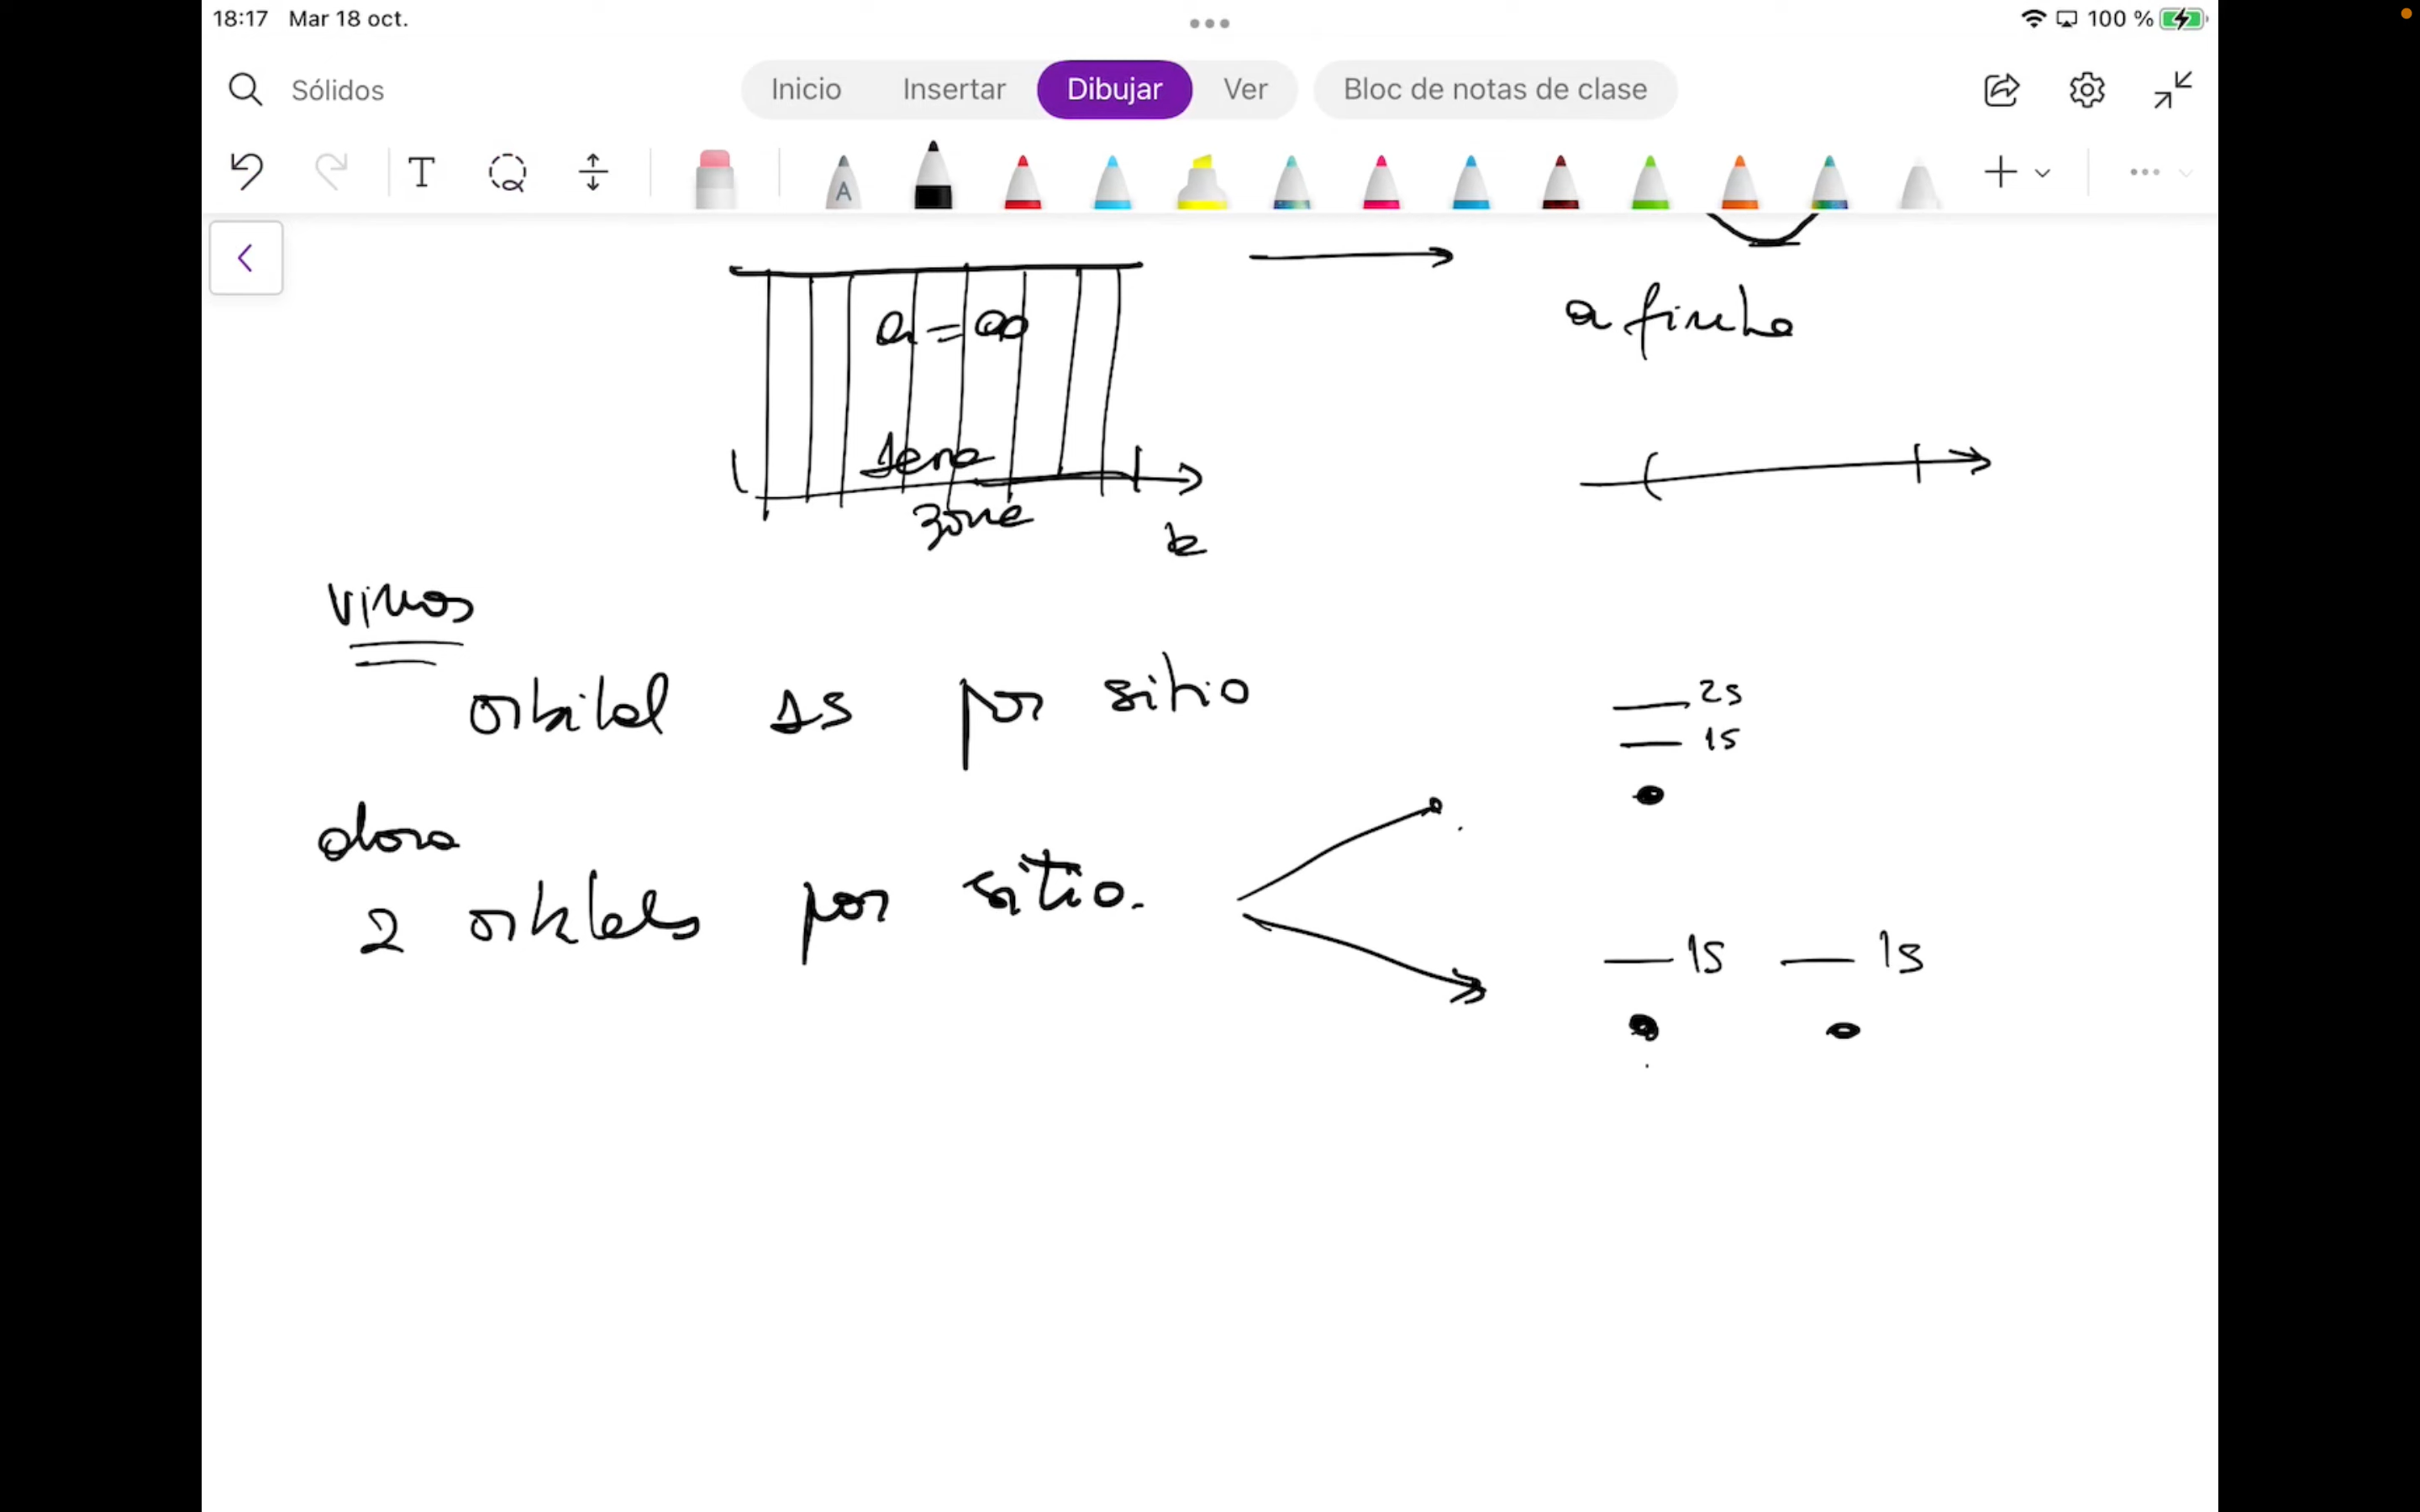 18:17 Mar 18 oct.
100 %
Sólidos
Inicio Insertar Dibujar Ver Bloc de notas de clase
T
A
a = ∞
a finito
1era
zona
k
vimos
orbital 1s por sitio
2s
1s
ahora
2 orbitales por sitio.
1s 1s